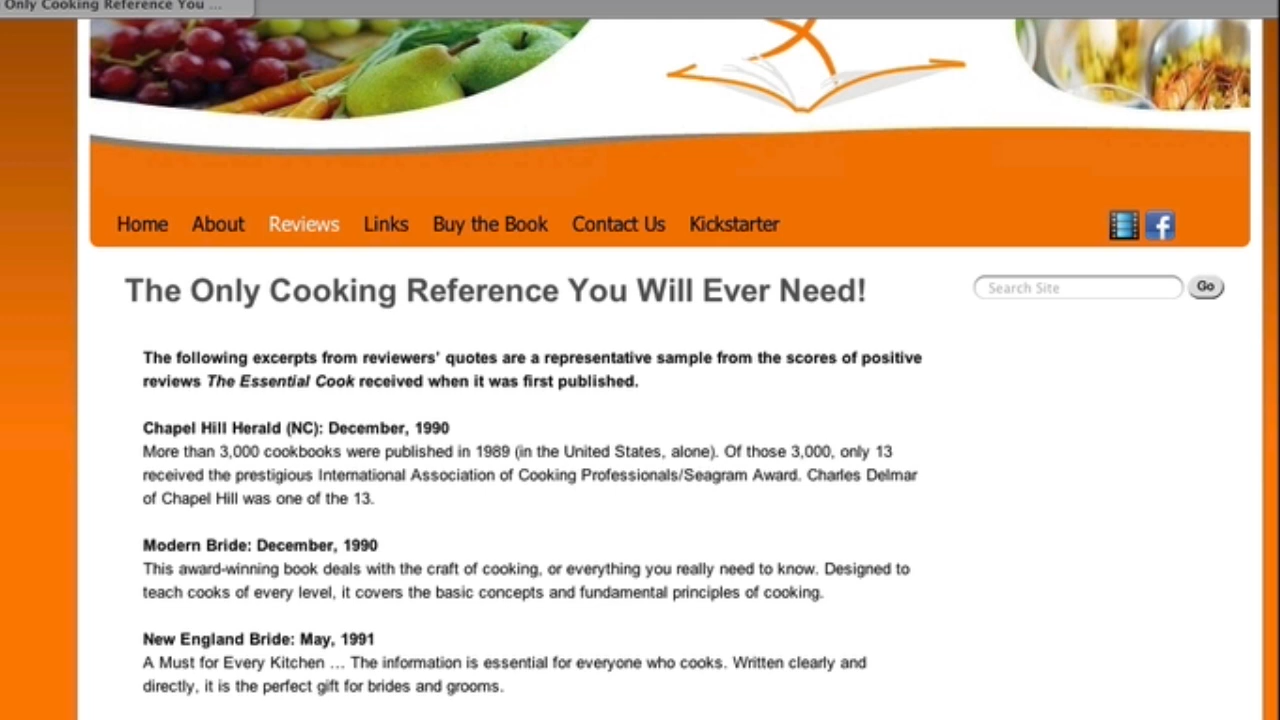 Only Cooking Reference You ...
Home About Reviews Links Buy the Book Contact Us Kickstarter
The Only Cooking Reference You Will Ever Need!
Search Site Go
The following excerpts from reviewers' quotes are a representative sample from the scores of positive
reviews The Essential Cook received when it was first published.
Chapel Hill Herald (NC): December, 1990
More than 3,000 cookbooks were published in 1989 (in the United States, alone). Of those 3,000, only 13
received the prestigious International Association of Cooking Professionals/Seagram Award. Charles Delmar
of Chapel Hill was one of the 13.
Modern Bride: December, 1990
This award-winning book deals with the craft of cooking, or everything you really need to know. Designed to
teach cooks of every level, it covers the basic concepts and fundamental principles of cooking.
New England Bride: May, 1991
A Must for Every Kitchen ... The information is essential for everyone who cooks. Written clearly and
directly, it is the perfect gift for brides and grooms.